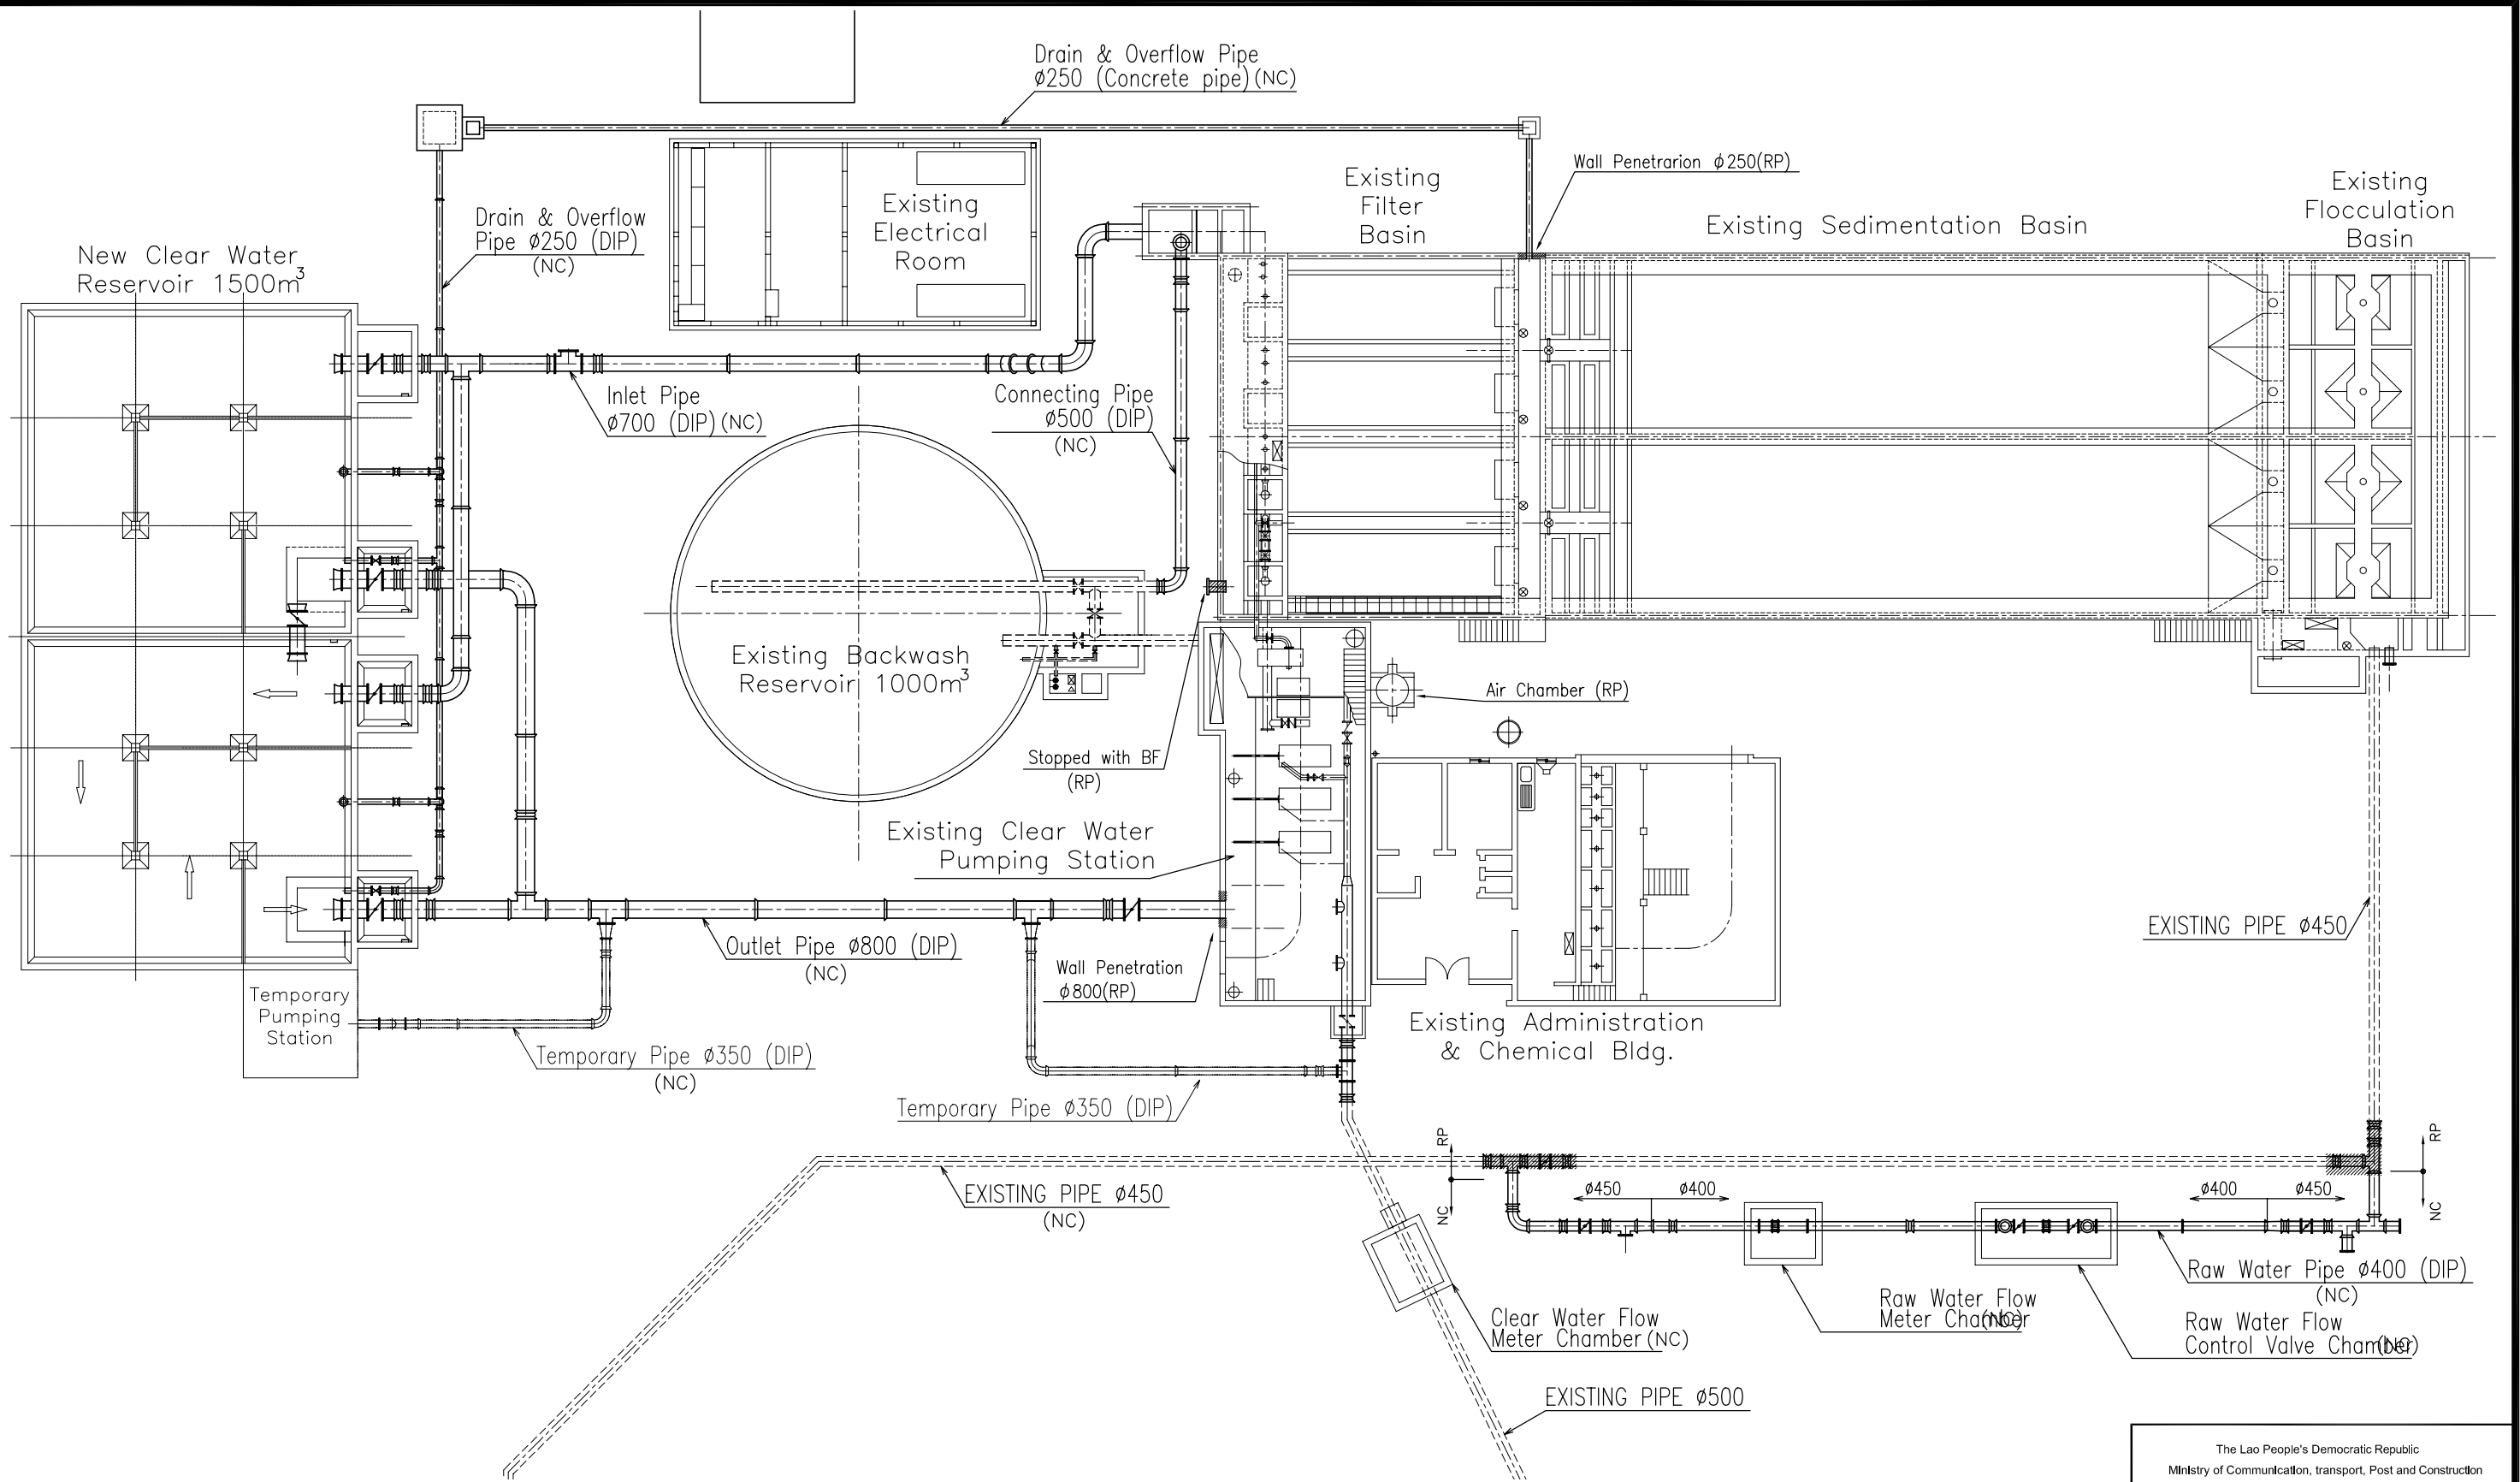 Drain & Overflow Pipe
ø250 (Concrete pipe) (NC)
Wall Penetrarion ø250(RP)
Existing
Filter
Basin
Existing Sedimentation Basin
Existing
Flocculation
Basin
Existing
Electrical
Room
Drain & Overflow
Pipe ø250 (DIP)
(NC)
New Clear Water
Reservoir 1500m³
Inlet Pipe
ø700 (DIP) (NC)
Connecting Pipe
ø500 (DIP)
(NC)
Existing Backwash
Reservoir 1000m³
Air Chamber (RP)
Stopped with BF
(RP)
Existing Clear Water
Pumping Station
Outlet Pipe ø800 (DIP)
(NC)
Wall Penetration
ø800(RP)
EXISTING PIPE ø450
Temporary
Pumping
Station
Existing Administration
& Chemical Bldg.
Temporary Pipe ø350 (DIP)
(NC)
Temporary Pipe ø350 (DIP)
RP
NC
RP
NC
EXISTING PIPE ø450
(NC)
ø450
ø400
ø400
ø450
Raw Water Pipe ø400 (DIP)
(NC)
Clear Water Flow
Meter Chamber (NC)
Raw Water Flow
Meter Chamber (NC)
Raw Water Flow
Control Valve Chamber (NC)
EXISTING PIPE ø500
The Lao People's Democratic Republic
Ministry of Communication, transport, Post and Construction